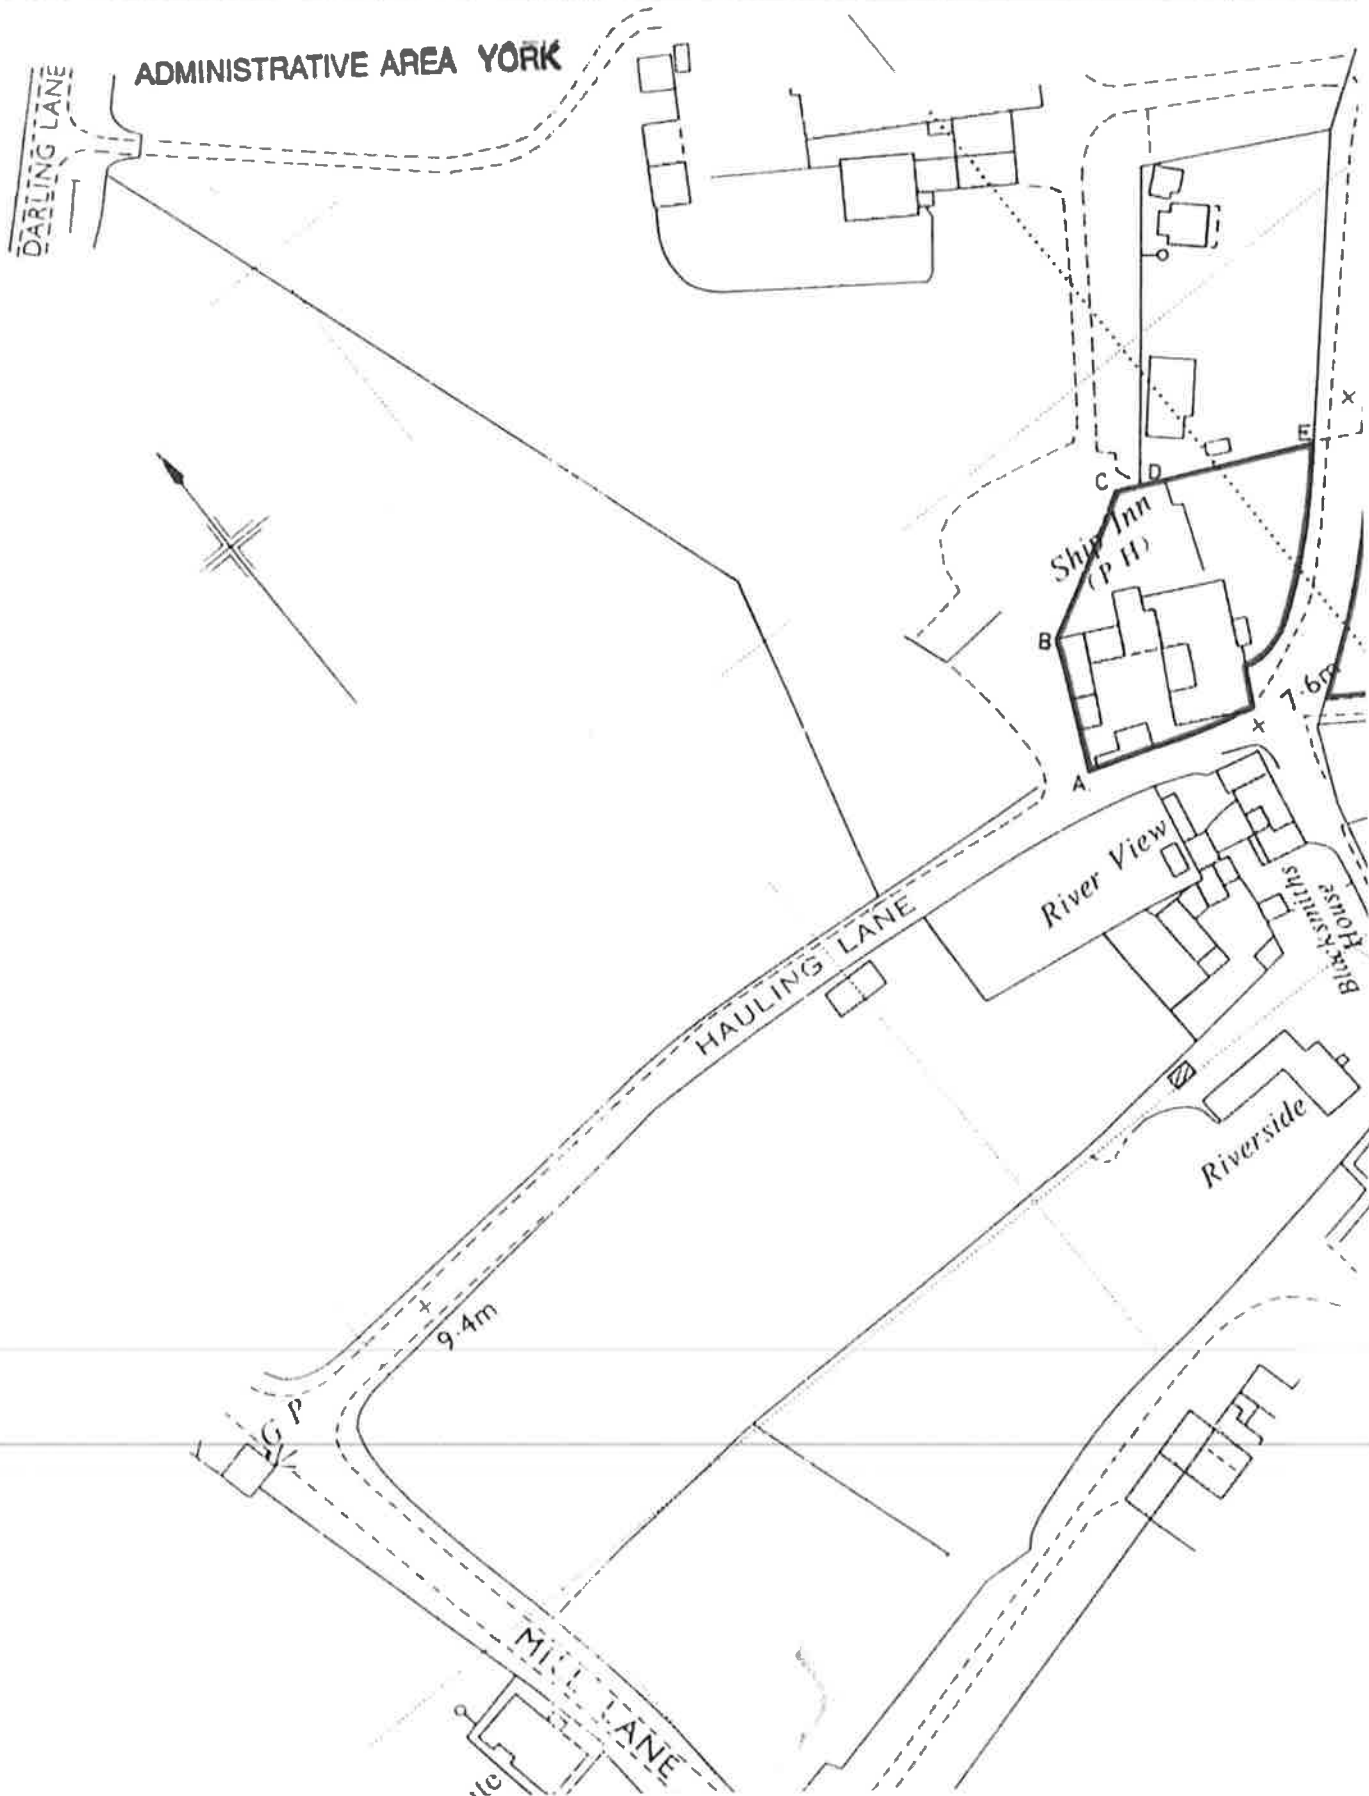 ADMINISTRATIVE AREA YORK
DARLING LANE
E
C
D
Ship Inn
(P H)
B
7.6m
A
River View
HAULING LANE
Blacksmiths
House
Riverside
9.4m
G P
MILL LANE